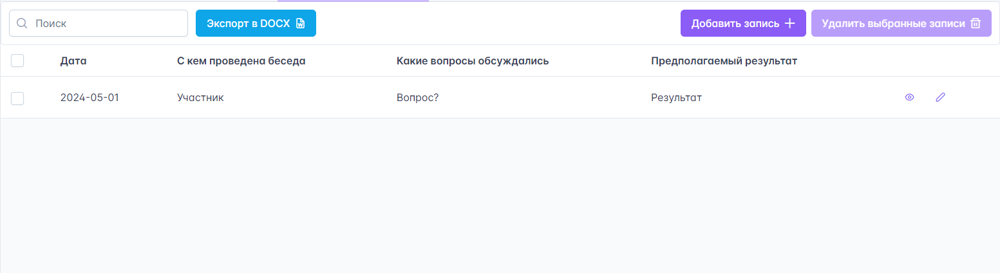 Поиск
Экспорт в DOCX
Добавить запись
Удалить выбранные записи
Дата С кем проведена беседа Какие вопросы обсуждались Предполагаемый результат
2024-05-01 Участник Вопрос? Результат